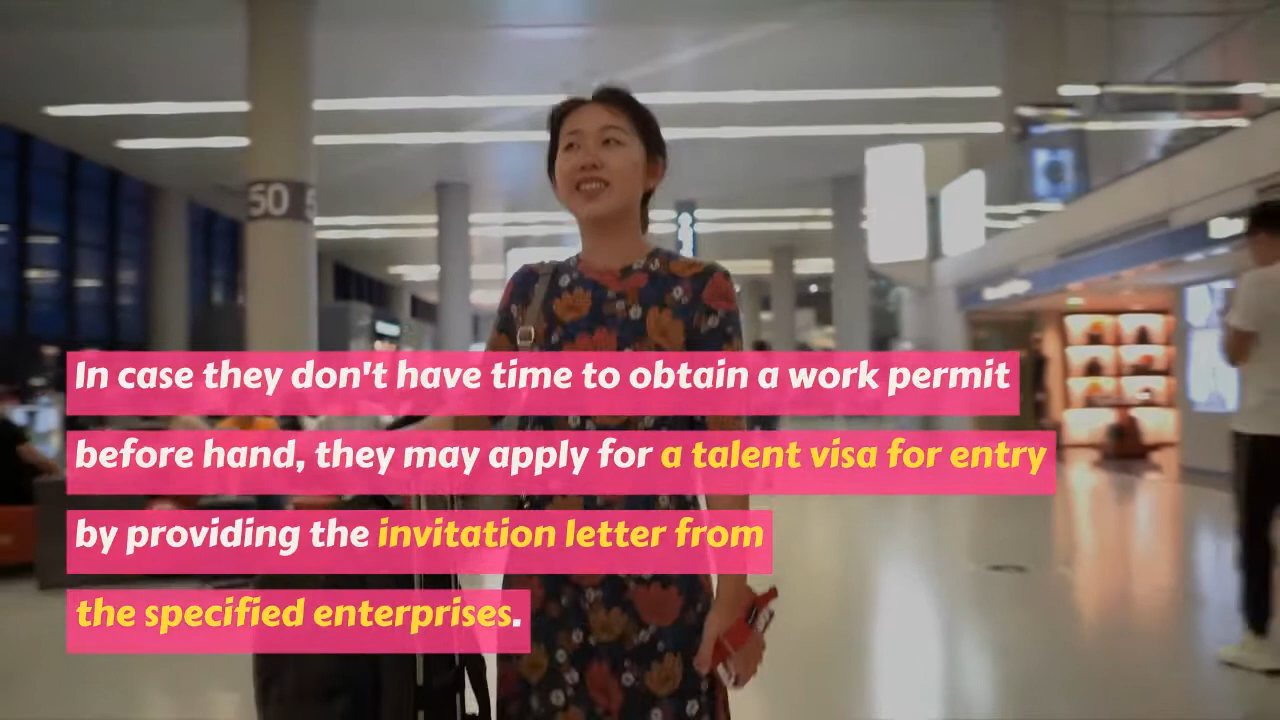 50 5
In case they don't have time to obtain a work permit
before hand, they may apply for a talent visa for entry
by providing the invitation letter from
the specified enterprises.